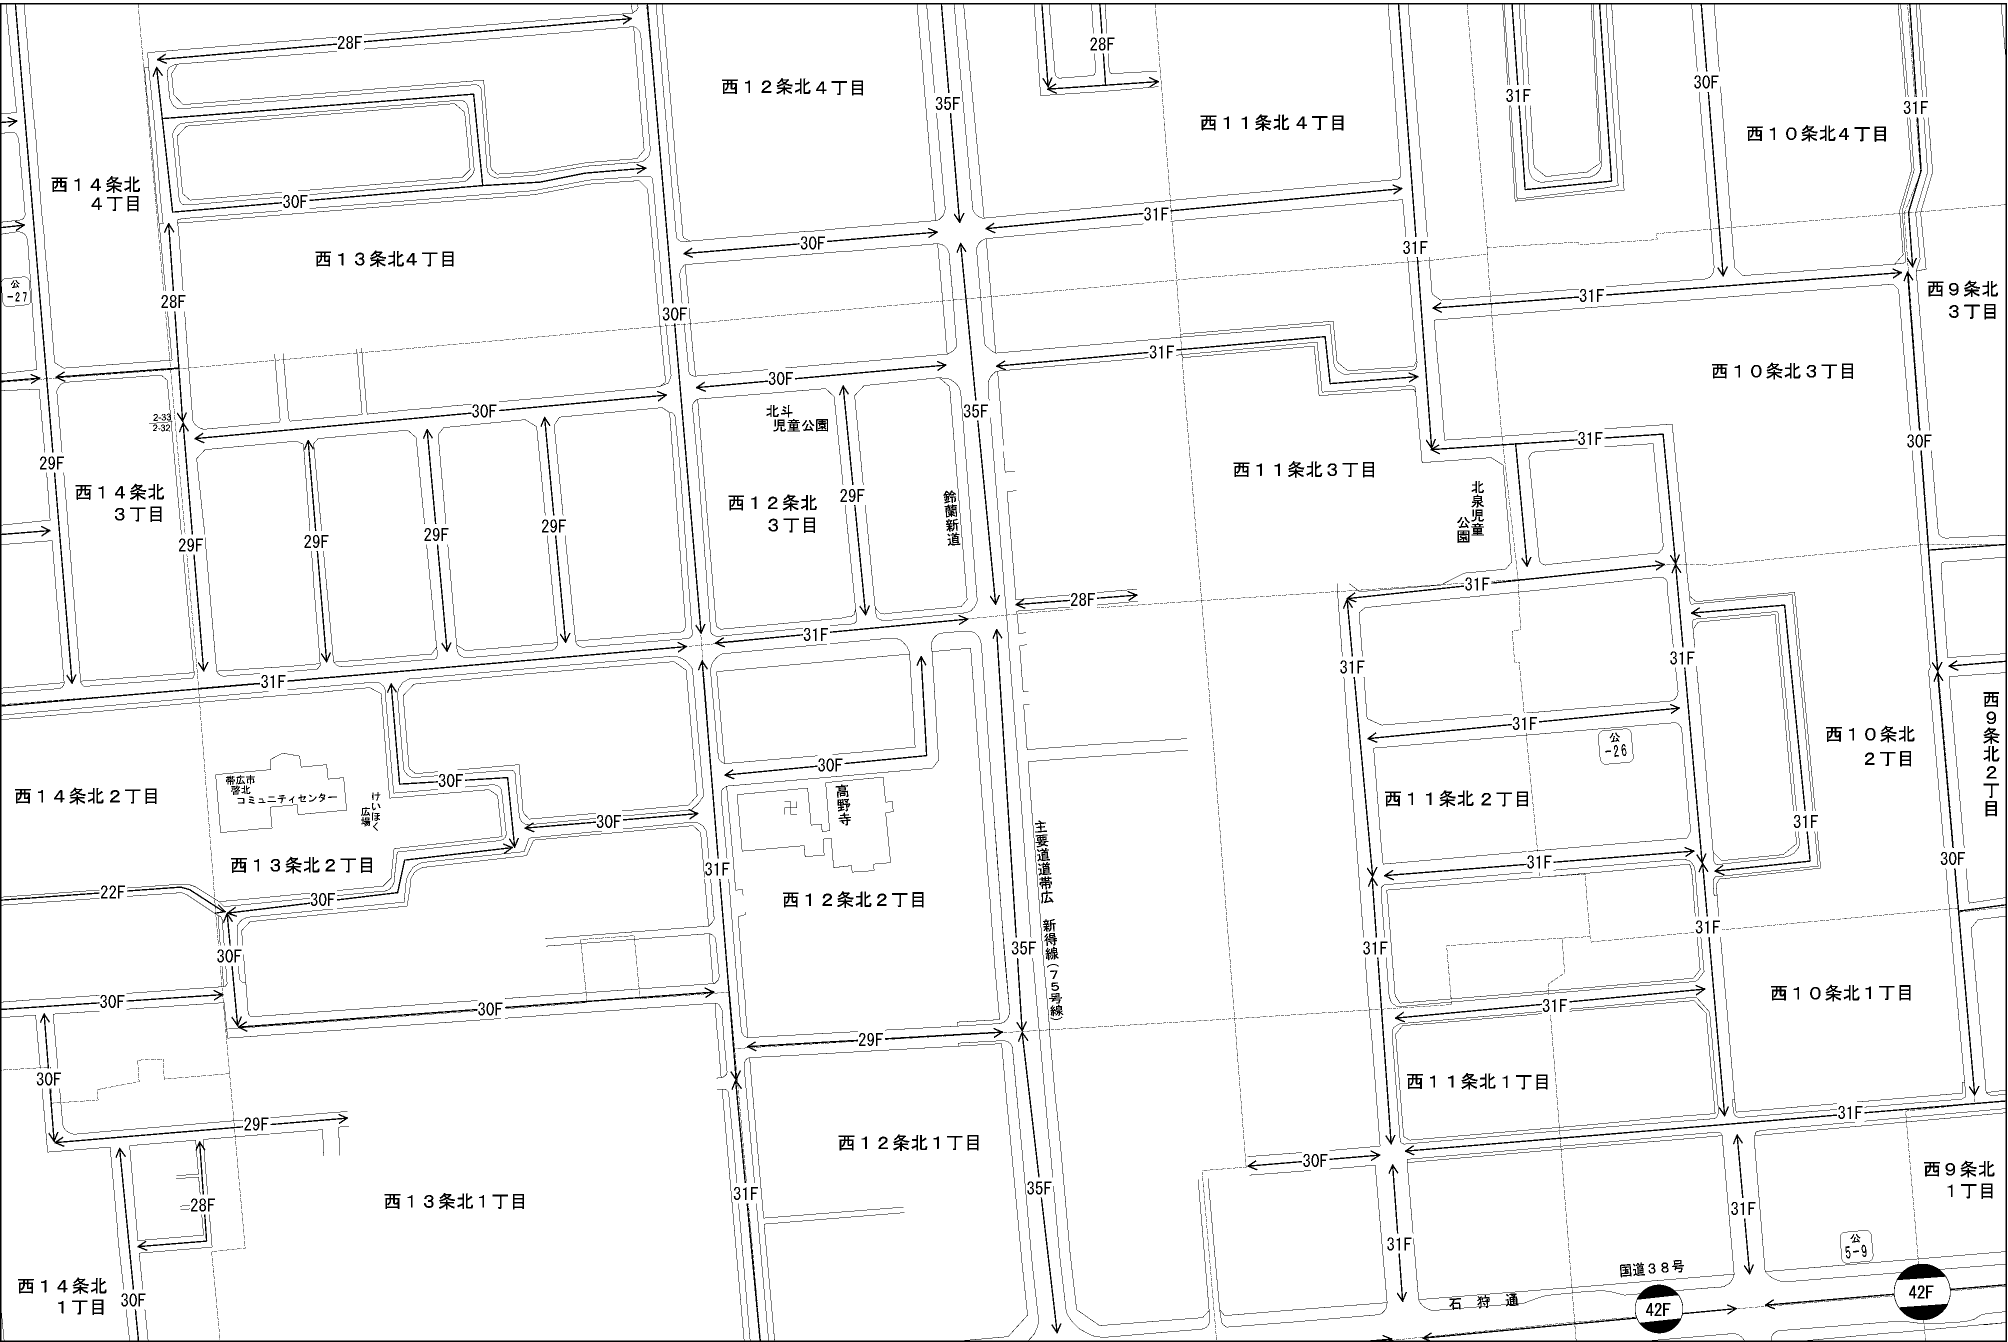 28F
28F
35F
30F
31F
31F
西１２条北４丁目
西１１条北４丁目
西１０条北４丁目
西１４条北
４丁目
30F
30F
31F
31F
西１３条北４丁目
公
-27
28F
30F
31F
西９条北
３丁目
31F
30F
35F
西１０条北３丁目
30F
2-33
2-32
北斗
児童公園
29F
30F
31F
西１１条北３丁目
西１４条北
３丁目
29F
29F
29F
29F
西１２条北
３丁目
29F
鈴蘭新道
北泉児童
公園
31F
28F
31F
31F
31F
31F
31F
西９条北２丁目
30F
30F
31F
公
-26
西１０条北
２丁目
西１４条北２丁目
帯広市
啓北
コミュニティセンター
けいほく
広場
高野寺
卍
西１１条北２丁目
30F
31F
西１３条北２丁目
31F
31F
30F
主要道道帯広　新得線（７５号線）
22F
30F
西１２条北２丁目
30F
35F
31F
31F
30F
30F
31F
西１０条北１丁目
29F
30F
西１１条北１丁目
29F
31F
西１２条北１丁目
30F
西９条北
１丁目
西１３条北１丁目
28F
31F
35F
31F
31F
公
5-9
西１４条北
１丁目
30F
国道３８号
石狩通
42F
42F